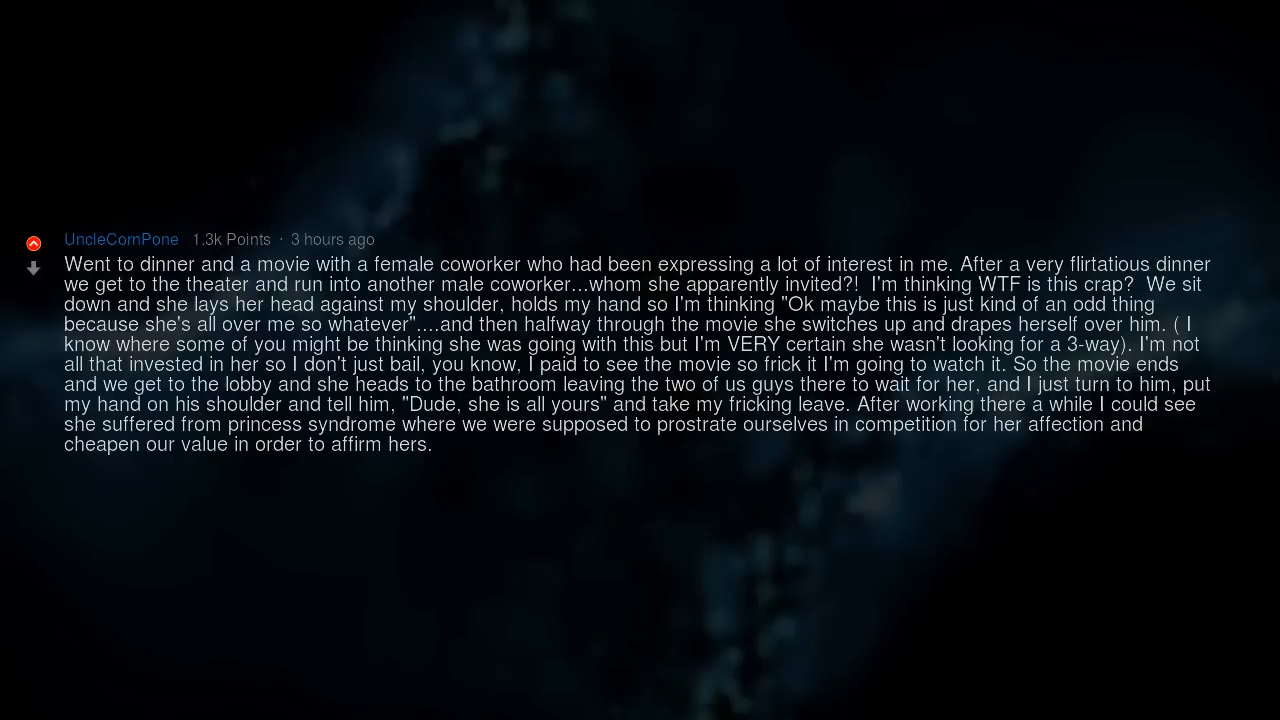 UncleCornPone 1.3k Points · 3 hours ago
Went to dinner and a movie with a female coworker who had been expressing a lot of interest in me. After a very flirtatious dinner
we get to the theater and run into another male coworker...whom she apparently invited?!  I'm thinking WTF is this crap?  We sit
down and she lays her head against my shoulder, holds my hand so I'm thinking "Ok maybe this is just kind of an odd thing
because she's all over me so whatever"....and then halfway through the movie she switches up and drapes herself over him. ( I
know where some of you might be thinking she was going with this but I'm VERY certain she wasn't looking for a 3-way). I'm not
all that invested in her so I don't just bail, you know, I paid to see the movie so frick it I'm going to watch it. So the movie ends
and we get to the lobby and she heads to the bathroom leaving the two of us guys there to wait for her, and I just turn to him, put
my hand on his shoulder and tell him, "Dude, she is all yours" and take my fricking leave. After working there a while I could see
she suffered from princess syndrome where we were supposed to prostrate ourselves in competition for her affection and
cheapen our value in order to affirm hers.